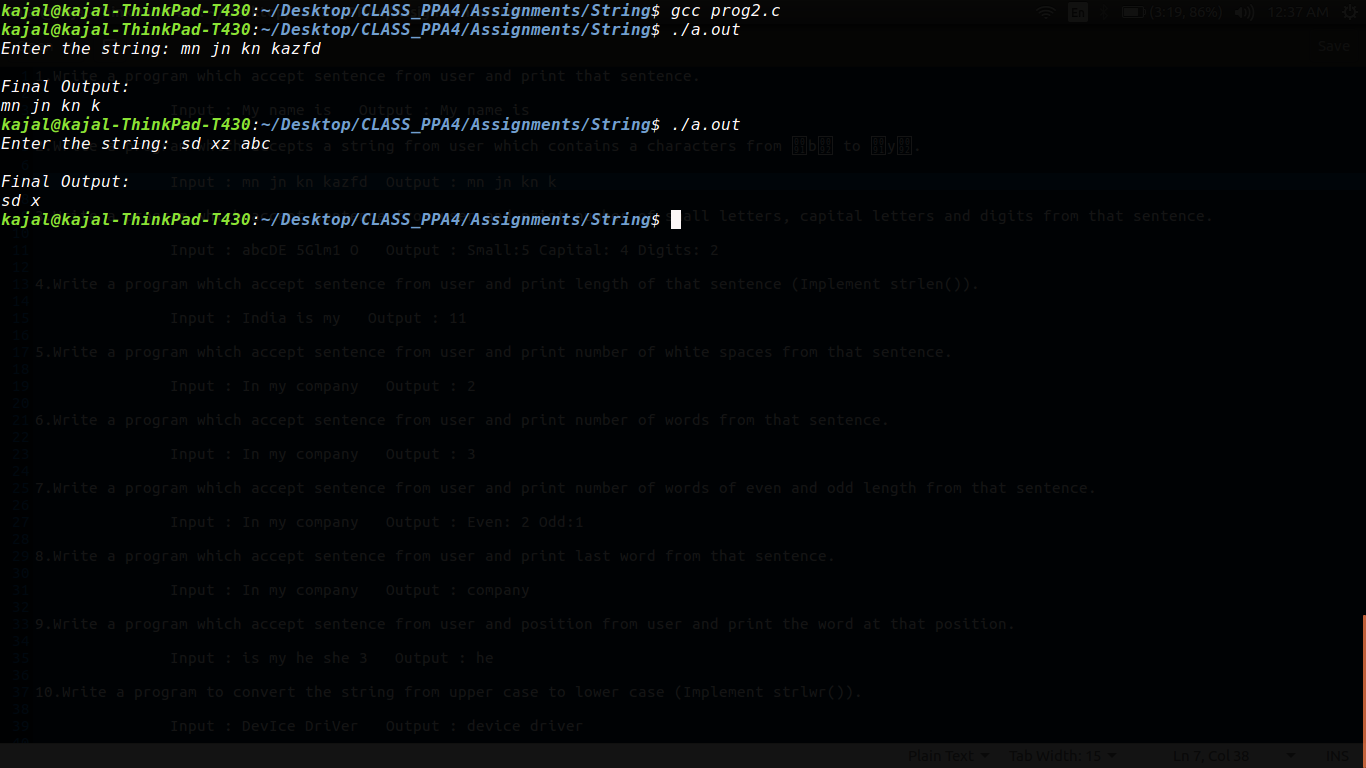 kajal@kajal-ThinkPad-T430:~/Desktop/CLASS_PPA4/Assignments/String$ gcc prog2.c
kajal@kajal-ThinkPad-T430:~/Desktop/CLASS_PPA4/Assignments/String$ ./a.out
Enter the string: mn jn kn kazfd
Final Output:
mn jn kn k
kajal@kajal-ThinkPad-T430:~/Desktop/CLASS_PPA4/Assignments/String$ ./a.out
Enter the string: sd xz abc
Final Output:
sd x
kajal@kajal-ThinkPad-T430:~/Desktop/CLASS_PPA4/Assignments/String$
En (3:19, 86%) 12:37 AM
Save
Write a program which accept sentence from user and print that sentence.
Input : My name is Output : My name is
accepts a string from user which contains a characters from b to y .
Input : mn jn kn kazfd Output : mn jn kn k
letters, capital letters and digits from that sentence.
Input : abcDE SGlm1 O Output : Small:5 Capital: 4 Digits: 2
4.Write a program which accept sentence from user and print length of that sentence (Implement strlen()).
Input : India is my Output : 11
5.Write a program which accept sentence from user and print number of white spaces from that sentence.
Input : In my company Output : 2
6.Write a program which accept sentence from user and print number of words from that sentence.
Input : In my company Output : 3
7.Write a program which accept sentence from user and print number of words of even and odd length from that sentence.
Input : In my company Output : Even: 2 Odd:1
8.Write a program which accept sentence from user and print last word from that sentence.
Input : In my company Output : company
9.Write a program which accept sentence from user and position from user and print the word at that position.
Input : is my he she 3 Output : he
10.Write a program to convert the string from upper case to lower case (Implement strlwr()).
Input : DevIce DriVer Output : device driver
Plain Text Tab Width: 15 Ln 7, Col 38 INS